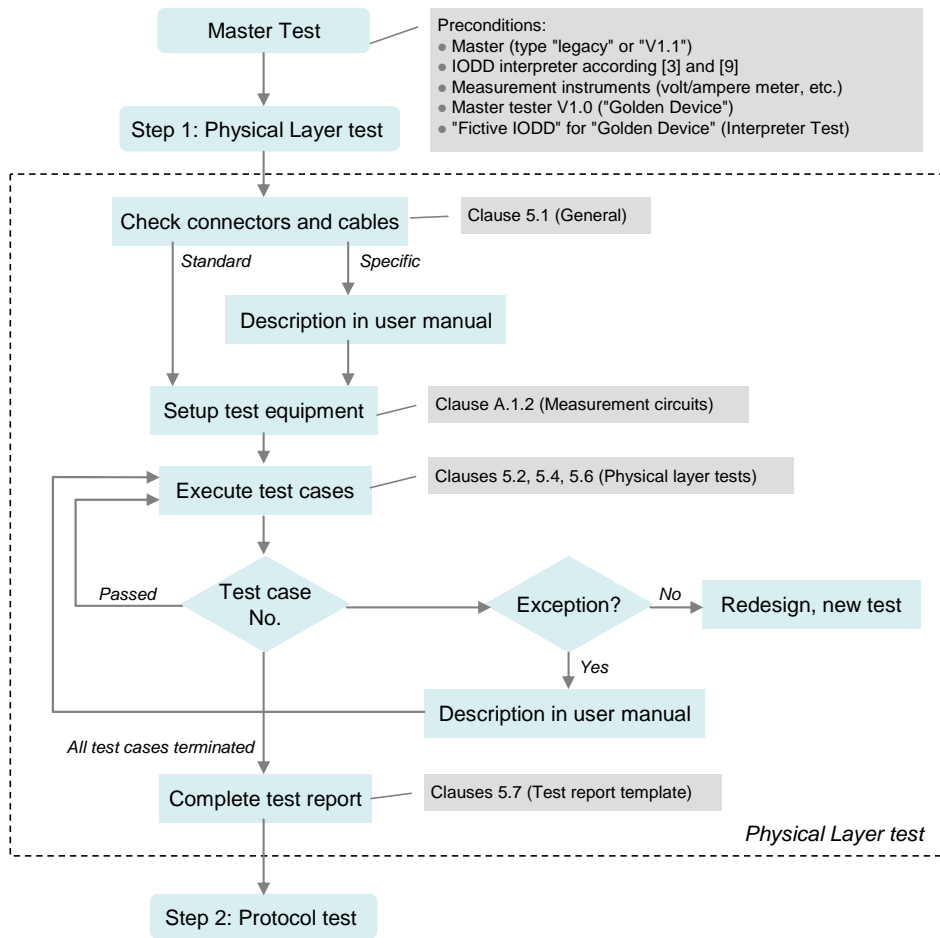 Master Test
Preconditions:
● Master (type "legacy" or "V1.1")
● IODD interpreter according [3] and [9]
● Measurement instruments (volt/ampere meter, etc.)
● Master tester V1.0 ("Golden Device")
● "Fictive IODD" for "Golden Device" (Interpreter Test)
Step 1: Physical Layer test
Check connectors and cables
Clause 5.1 (General)
Standard
Specific
Description in user manual
Setup test equipment
Clause A.1.2 (Measurement circuits)
Execute test cases
Clauses 5.2, 5.4, 5.6 (Physical layer tests)
Passed
Test case
No.
Exception?
No
Redesign, new test
Yes
Description in user manual
All test cases terminated
Complete test report
Clauses 5.7 (Test report template)
Physical Layer test
Step 2: Protocol test